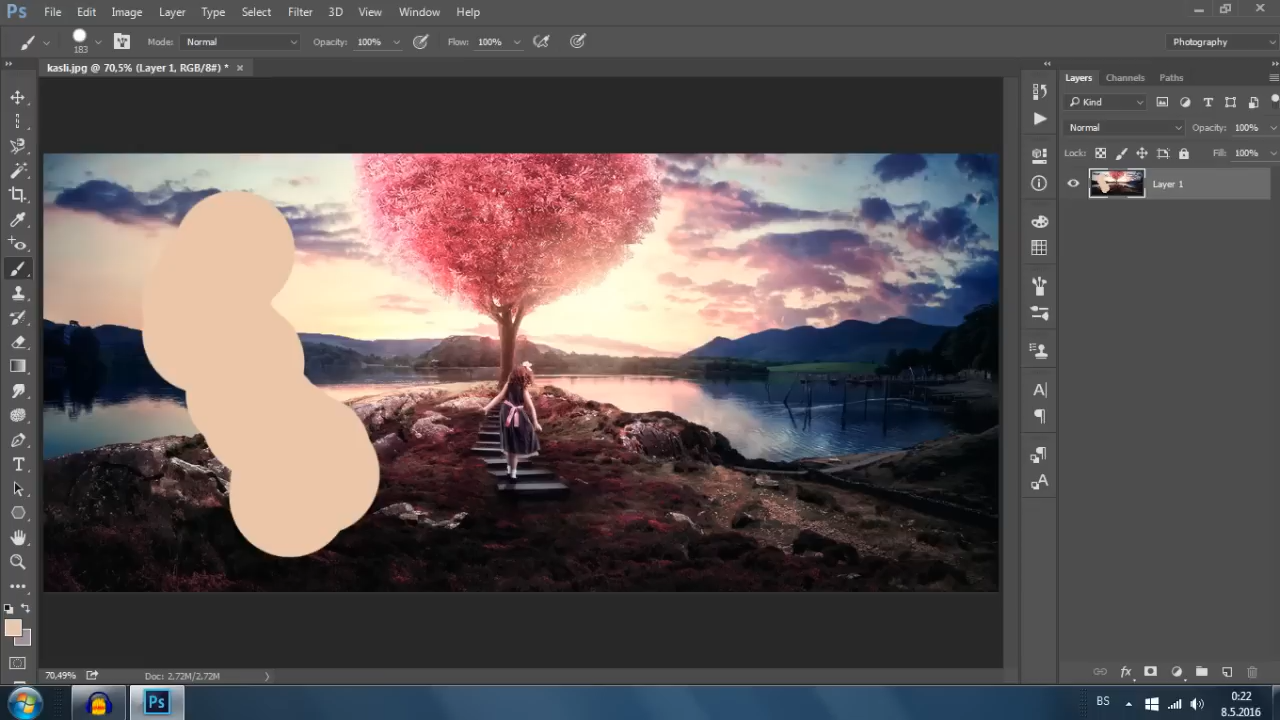 Ps File Edit Image Layer Type Select Filter 3D View Window Help
183 Mode: Normal Opacity: 100% Flow: 100% Photography
kasli.jpg @ 70,5% (Layer 1, RGB/8#) * ×
Layers Channels Paths
Kind
Normal Opacity: 100%
Lock: Fill: 100%
Layer 1
70,49% Doc: 2.72M/2.72M
Ps BS 0:22
8.5.2016